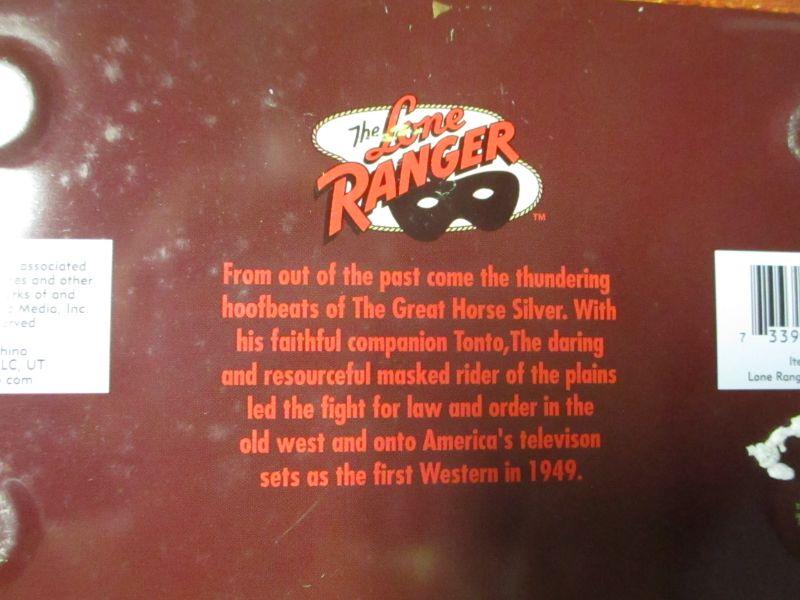 The Lone
RANGER
TM
From out of the past come the thundering
hoofbeats of The Great Horse Silver. With
his faithful companion Tonto,The daring
and resourceful masked rider of the plains
led the fight for law and order in the
old west and onto America's televison
sets as the first Western in 1949.
associated
es and other
rks of and
Media, Inc
rved
hina
LC, UT
com
7 339
Ite
Lone Rang